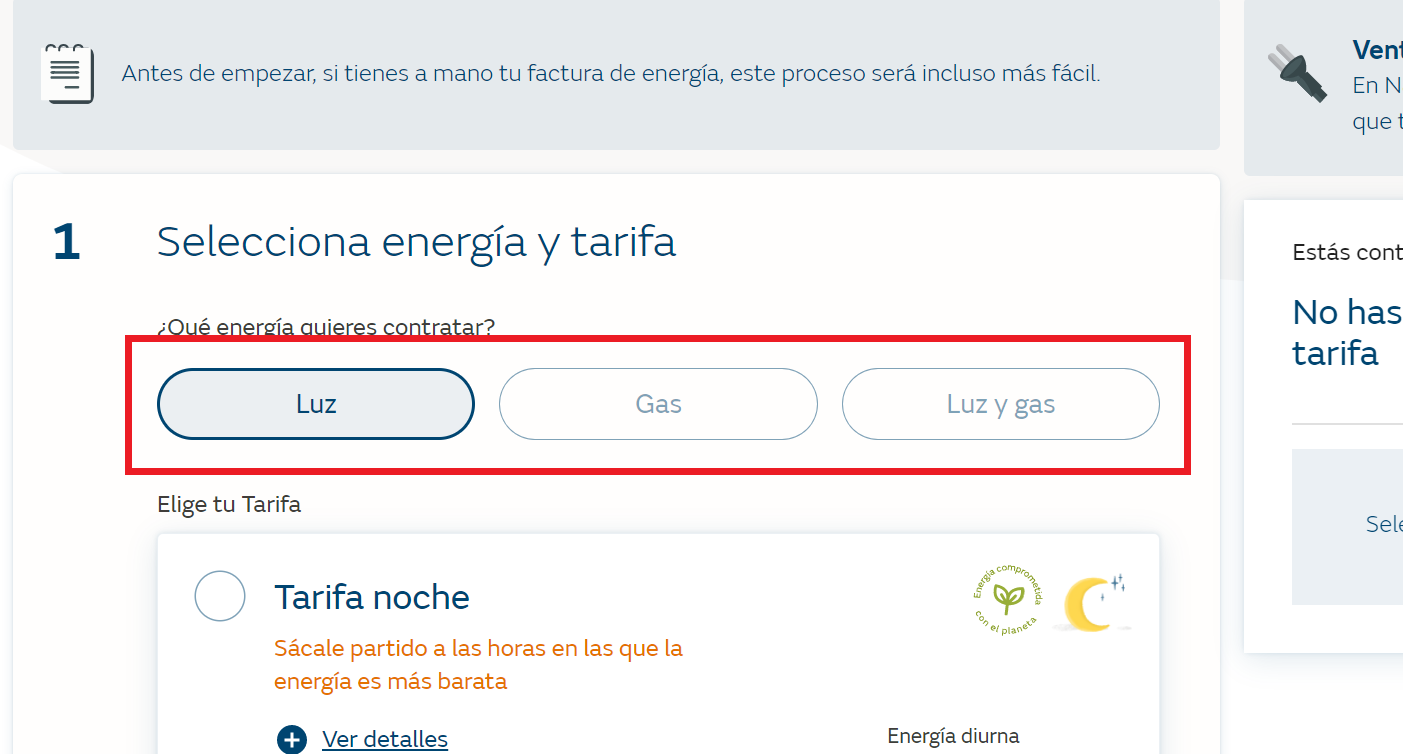 Antes de empezar, si tienes a mano tu factura de energía, este proceso será incluso más fácil.
1
Selecciona energía y tarifa
¿Qué energía quieres contratar?
Luz
Gas
Luz y gas
Elige tu Tarifa
Tarifa noche
Sácale partido a las horas en las que la
energía es más barata
Energía comprometida
con el planeta
Ver detalles
Energía diurna
En N
que t
Estás cont
No has
tarifa